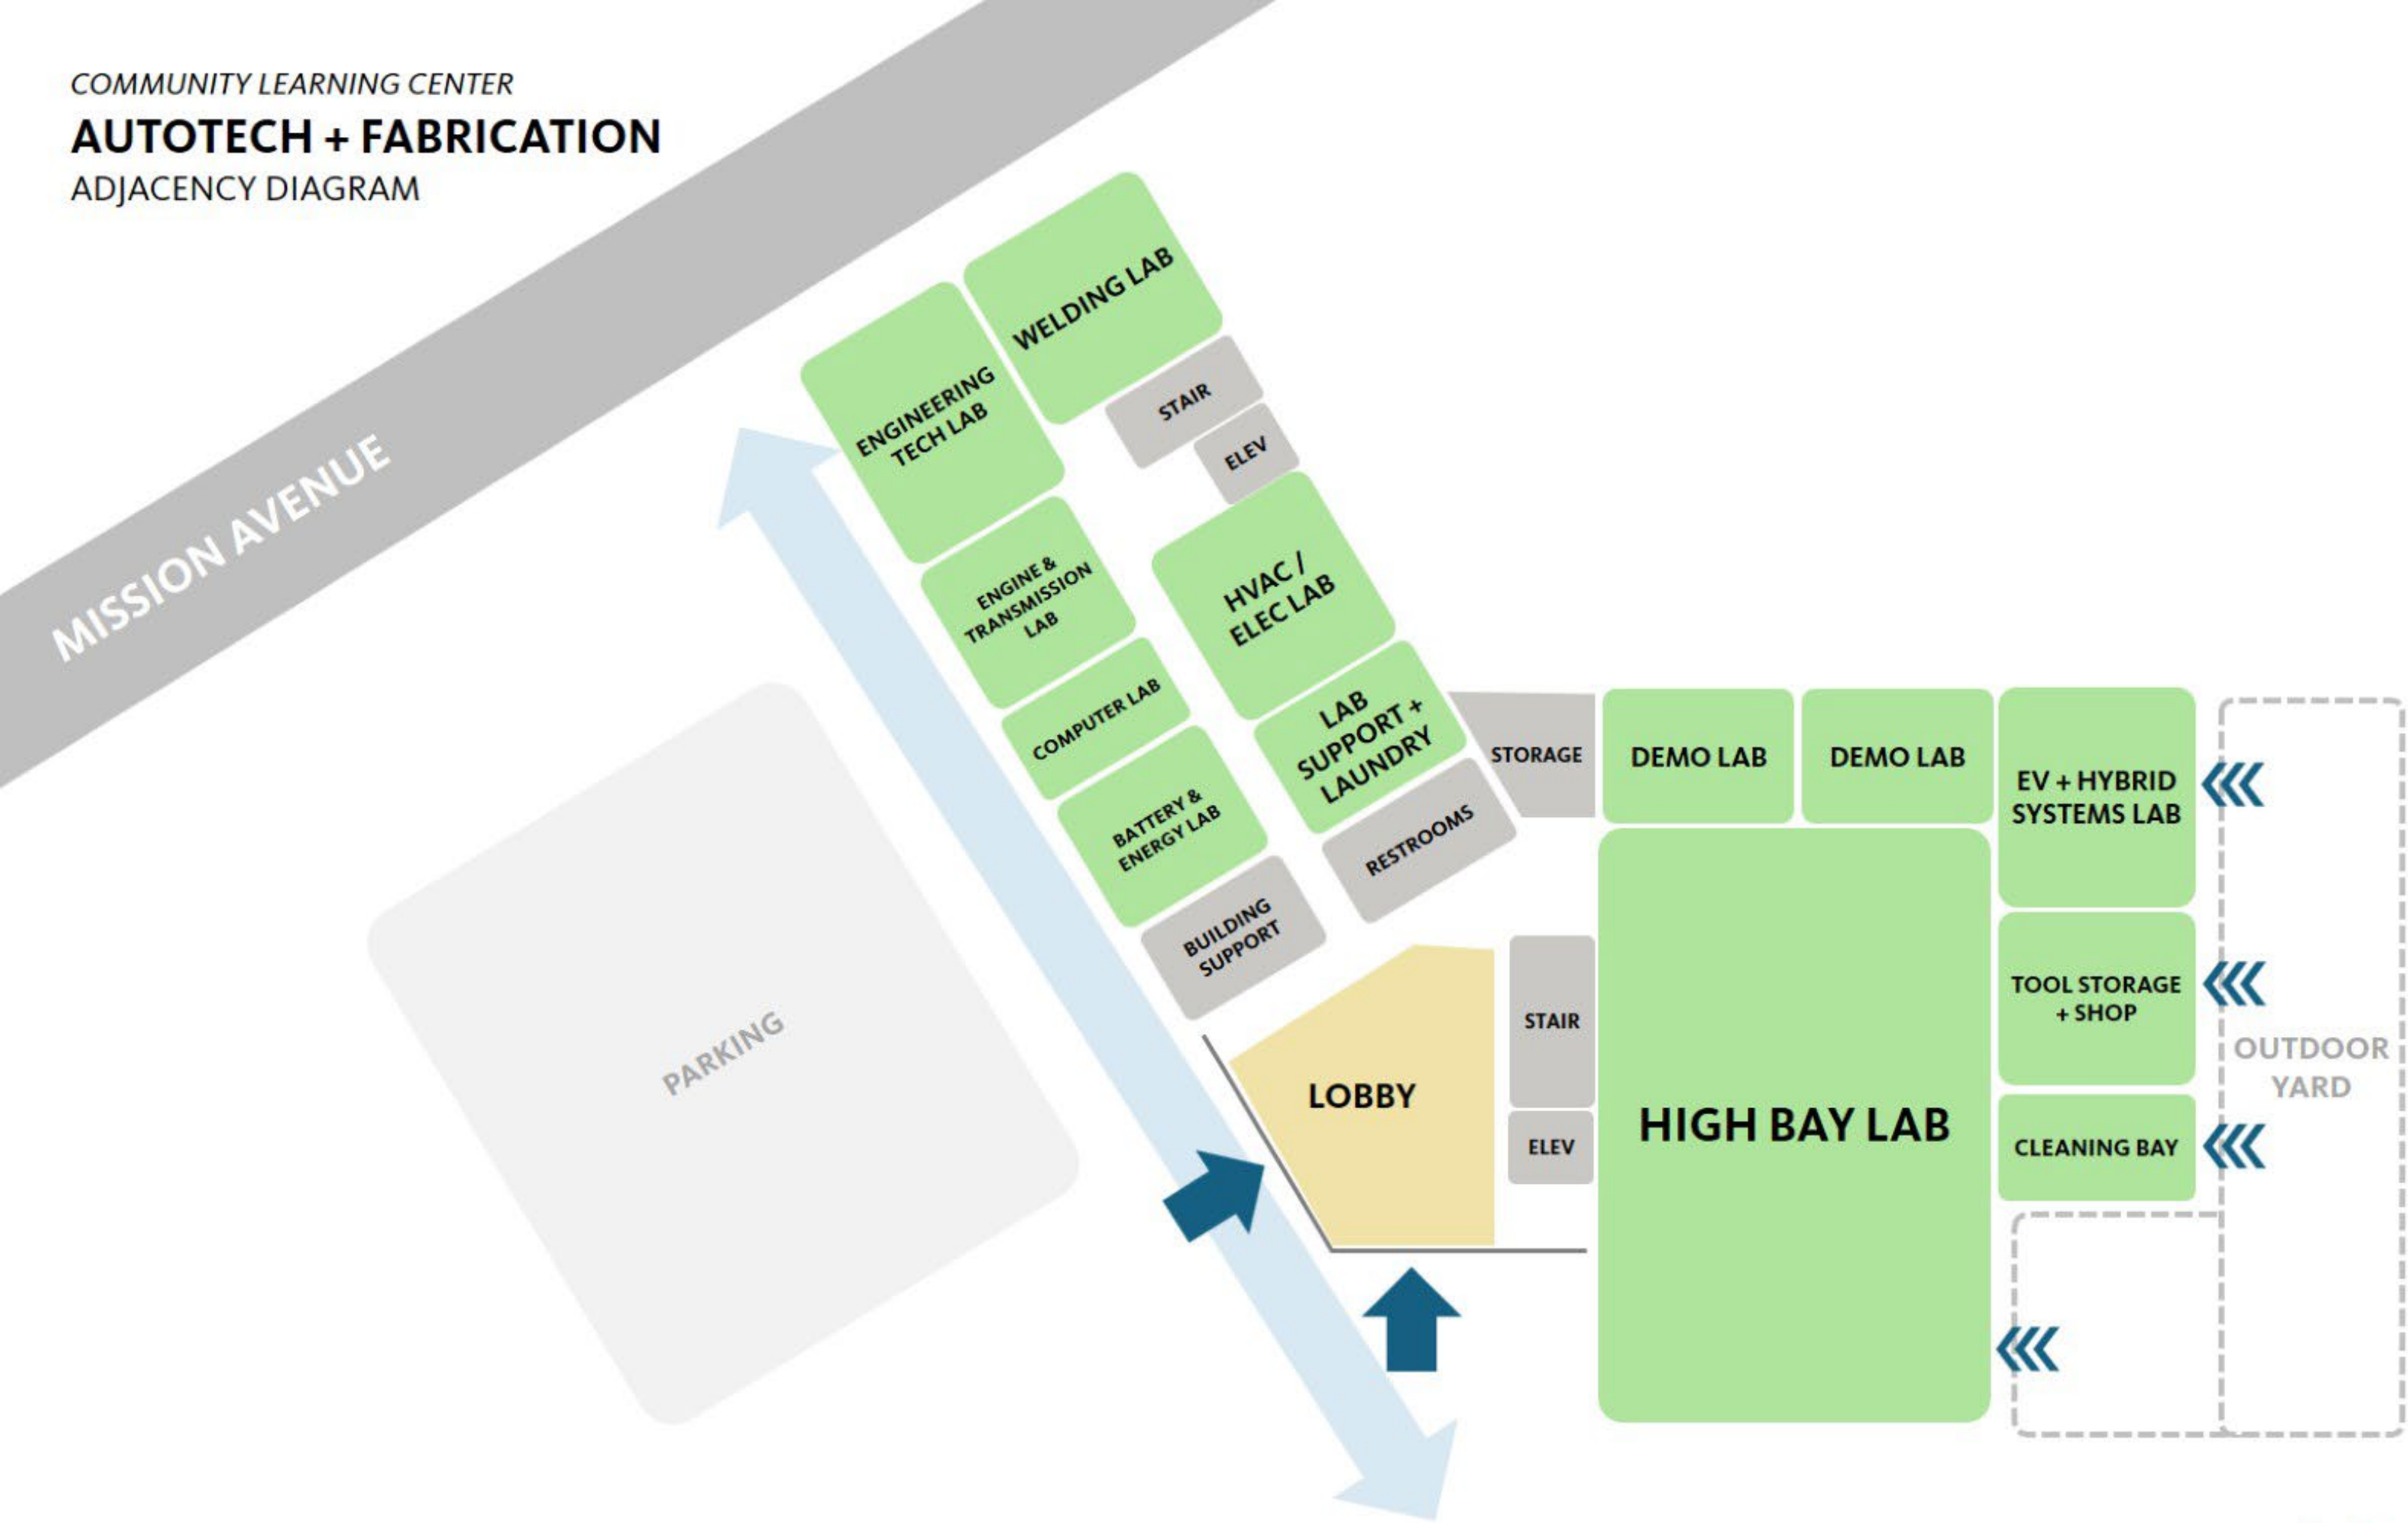 COMMUNITY LEARNING CENTER
AUTOTECH + FABRICATION
ADJACENCY DIAGRAM
MISSION AVENUE
WELDING LAB
ENGINEERING
TECH LAB
STAIR
ELEV
ENGINE &
TRANSMISSION
LAB
HVAC /
ELEC LAB
COMPUTER LAB
LAB
SUPPORT +
LAUNDRY
BATTERY &
ENERGY LAB
RESTROOMS
BUILDING
SUPPORT
STORAGE
DEMO LAB
DEMO LAB
EV + HYBRID
SYSTEMS LAB
TOOL STORAGE
+ SHOP
OUTDOOR
YARD
PARKING
LOBBY
STAIR
ELEV
HIGH BAY LAB
CLEANING BAY